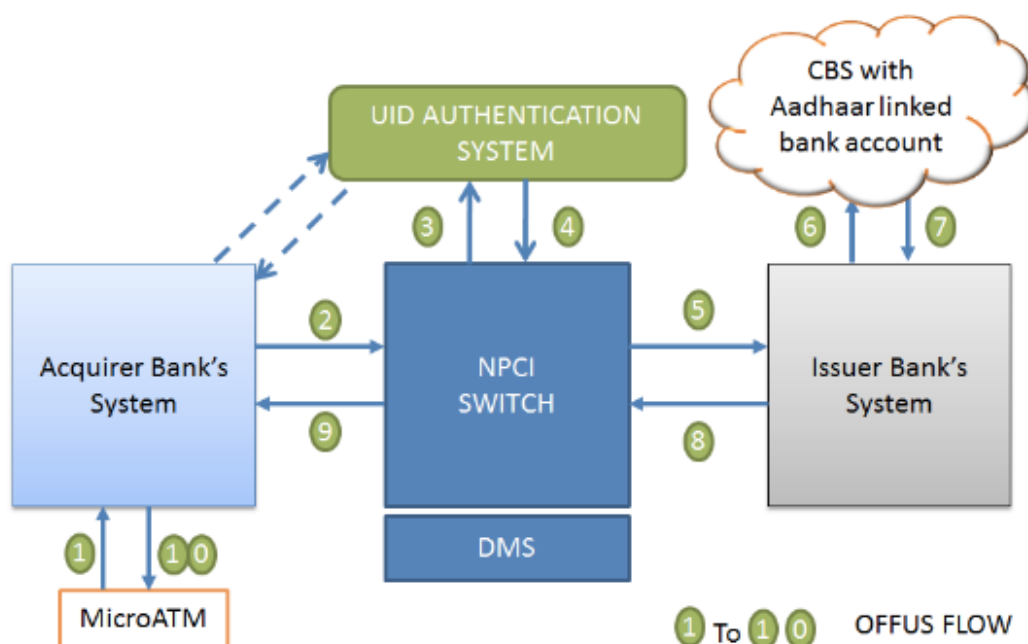 CBS with
Aadhaar linked
bank account
UID AUTHENTICATION
SYSTEM
3
4
6
7
2
5
Acquirer Bank's
System
NPCI
SWITCH
Issuer Bank's
System
9
8
1
10
DMS
MicroATM
1 To 10 OFFUS FLOW